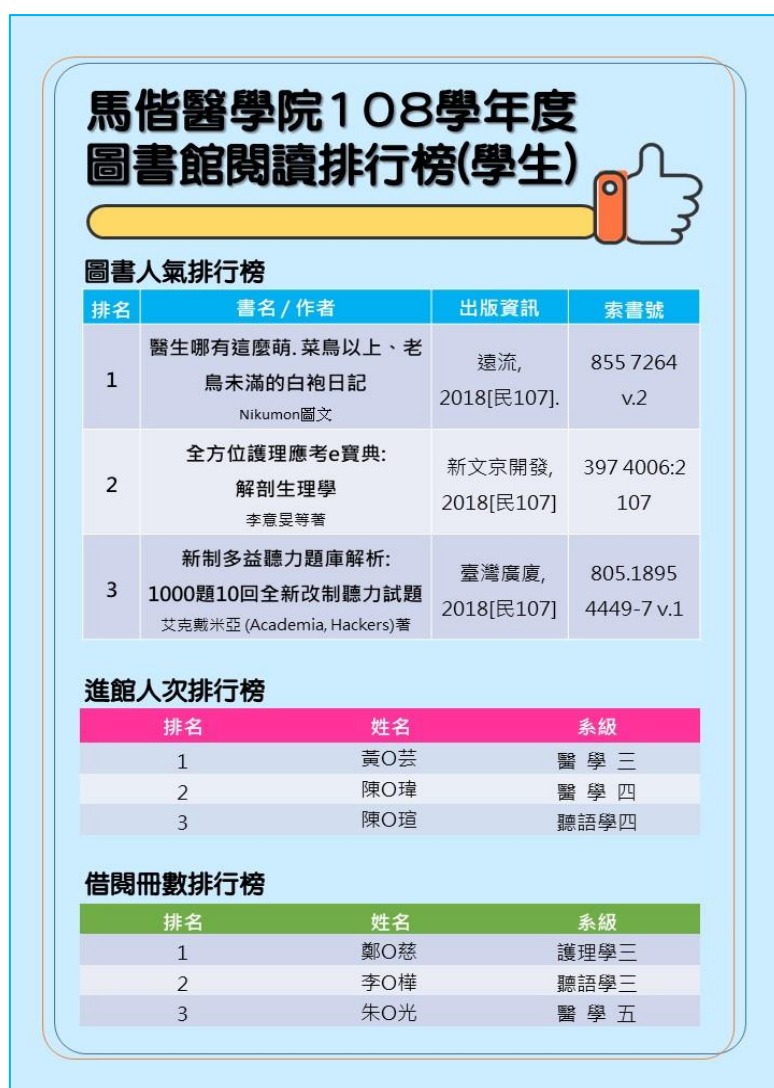 馬偕醫學院108學年度
圖書館閱讀排行榜(學生)
圖書人氣排行榜
排名 書名/作者 出版資訊 索書號
1 醫生哪有這麼萌.菜鳥以上、老鳥未滿的白袍日記 Nikumon圖文 遠流, 2018[民107]. 855 7264 v.2
2 全方位護理應考e寶典: 解剖生理學 李意旻等著 新文京開發, 2018[民107] 397 4006:2 107
3 新制多益聽力題庫解析: 1000題10回全新改制聽力試題 艾克戴米亞 (Academia, Hackers)著 臺灣廣廈, 2018[民107] 805.1895 4449-7 v.1
進館人次排行榜
排名 姓名 系級
1 黃O芸 醫 學 三
2 陳O瑋 醫 學 四
3 陳O瑄 聽語學四
借閱冊數排行榜
排名 姓名 系級
1 鄭O慈 護理學三
2 李O樺 聽語學三
3 朱O光 醫 學 五